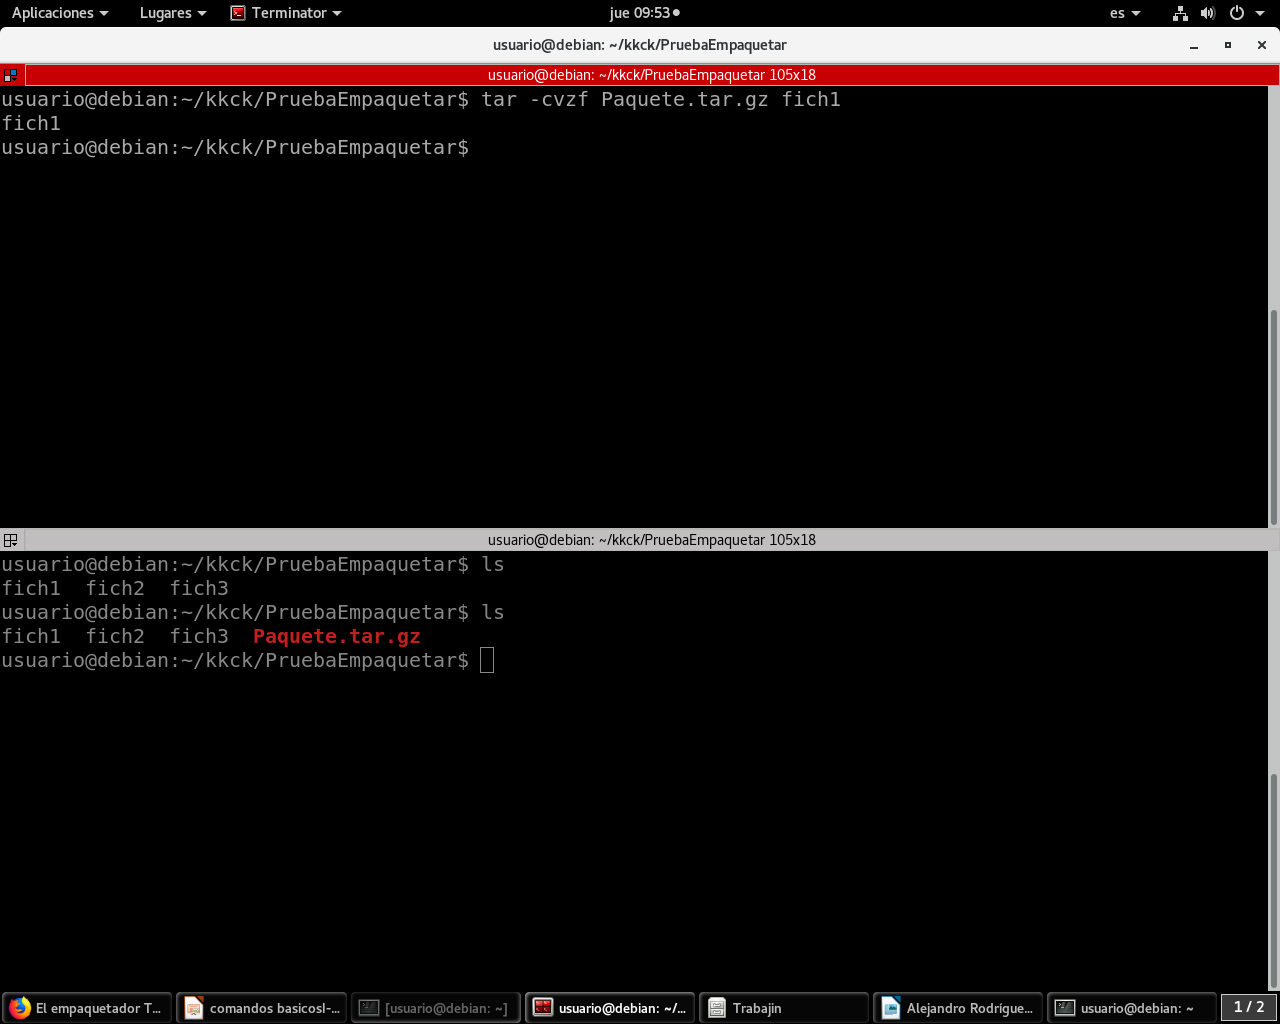 Aplicaciones Lugares Terminator jue 09:53 es
usuario@debian: ~/kkck/PruebaEmpaquetar
usuario@debian: ~/kkck/PruebaEmpaquetar 105x18
usuario@debian:~/kkck/PruebaEmpaquetar$ tar -cvzf Paquete.tar.gz fich1
fich1
usuario@debian:~/kkck/PruebaEmpaquetar$
usuario@debian: ~/kkck/PruebaEmpaquetar 105x18
usuario@debian:~/kkck/PruebaEmpaquetar$ ls
fich1 fich2 fich3
usuario@debian:~/kkck/PruebaEmpaquetar$ ls
fich1 fich2 fich3 Paquete.tar.gz
usuario@debian:~/kkck/PruebaEmpaquetar$
El empaquetador T... comandos basicosI-... [usuario@debian: ~] usuario@debian: ~/... Trabajin Alejandro Rodrígue... usuario@debian: ~ 1 / 2